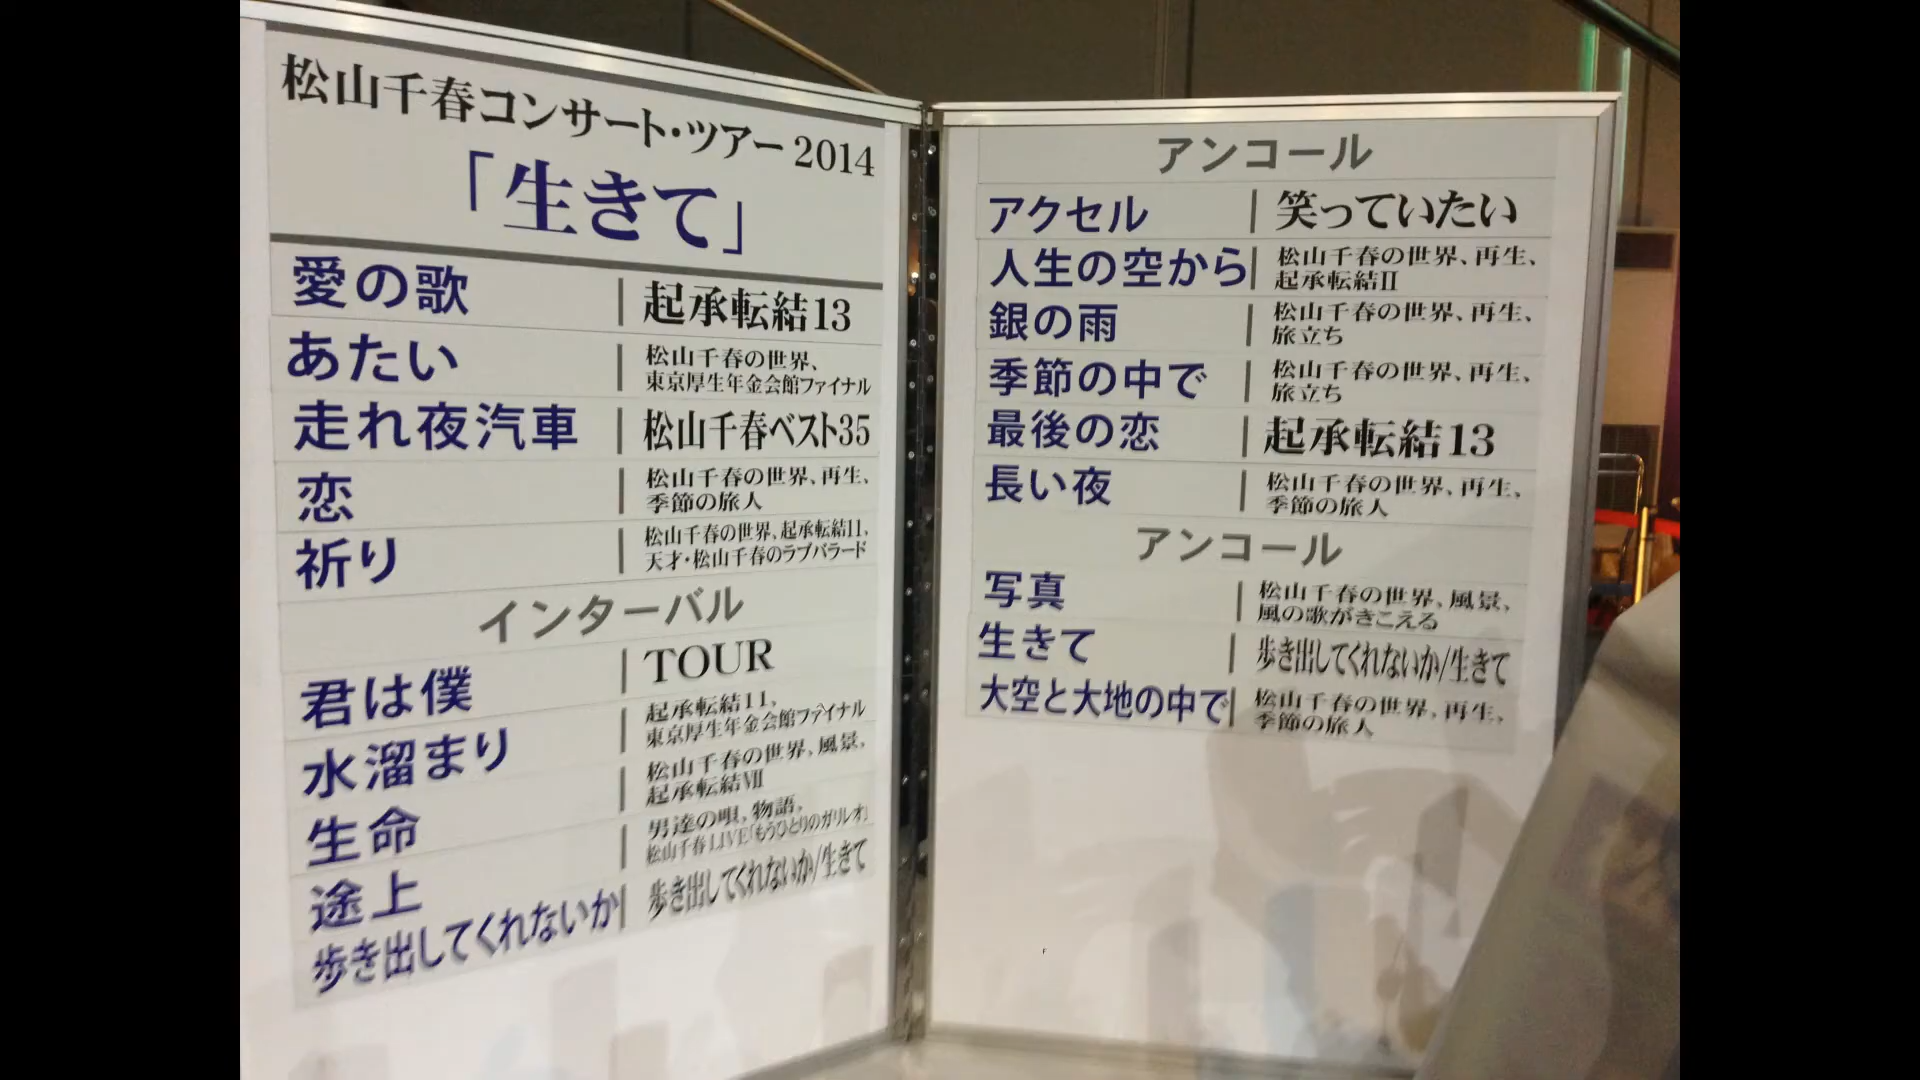 松山千春コンサート・ツアー2014
「生きて」
愛の歌 | 起承転結13
あたい | 松山千春の世界、
東京厚生年金会館ファイナル
走れ夜汽車 | 松山千春ベスト35
恋 | 松山千春の世界、再生、
季節の旅人
祈り | 松山千春の世界、起承転結11、
天才・松山千春のラブバラード
インターバル
君は僕 | TOUR
水溜まり | 起承転結11、
東京厚生年金会館ファイナル
生命 | 松山千春の世界、風景、
起承転結Ⅶ
途上 | 男達の唄、物語、
松山千春LIVE「もうひとりのガリレオ」
歩き出してくれないか | 歩き出してくれないか/生きて
アンコール
アクセル | 笑っていたい
人生の空から | 松山千春の世界、再生、
起承転結Ⅱ
銀の雨 | 松山千春の世界、再生、
旅立ち
季節の中で | 松山千春の世界、再生、
旅立ち
最後の恋 | 起承転結13
長い夜 | 松山千春の世界、再生、
季節の旅人
アンコール
写真 | 松山千春の世界、風景、
風の歌がきこえる
生きて | 歩き出してくれないか/生きて
大空と大地の中で | 松山千春の世界、再生、
季節の旅人